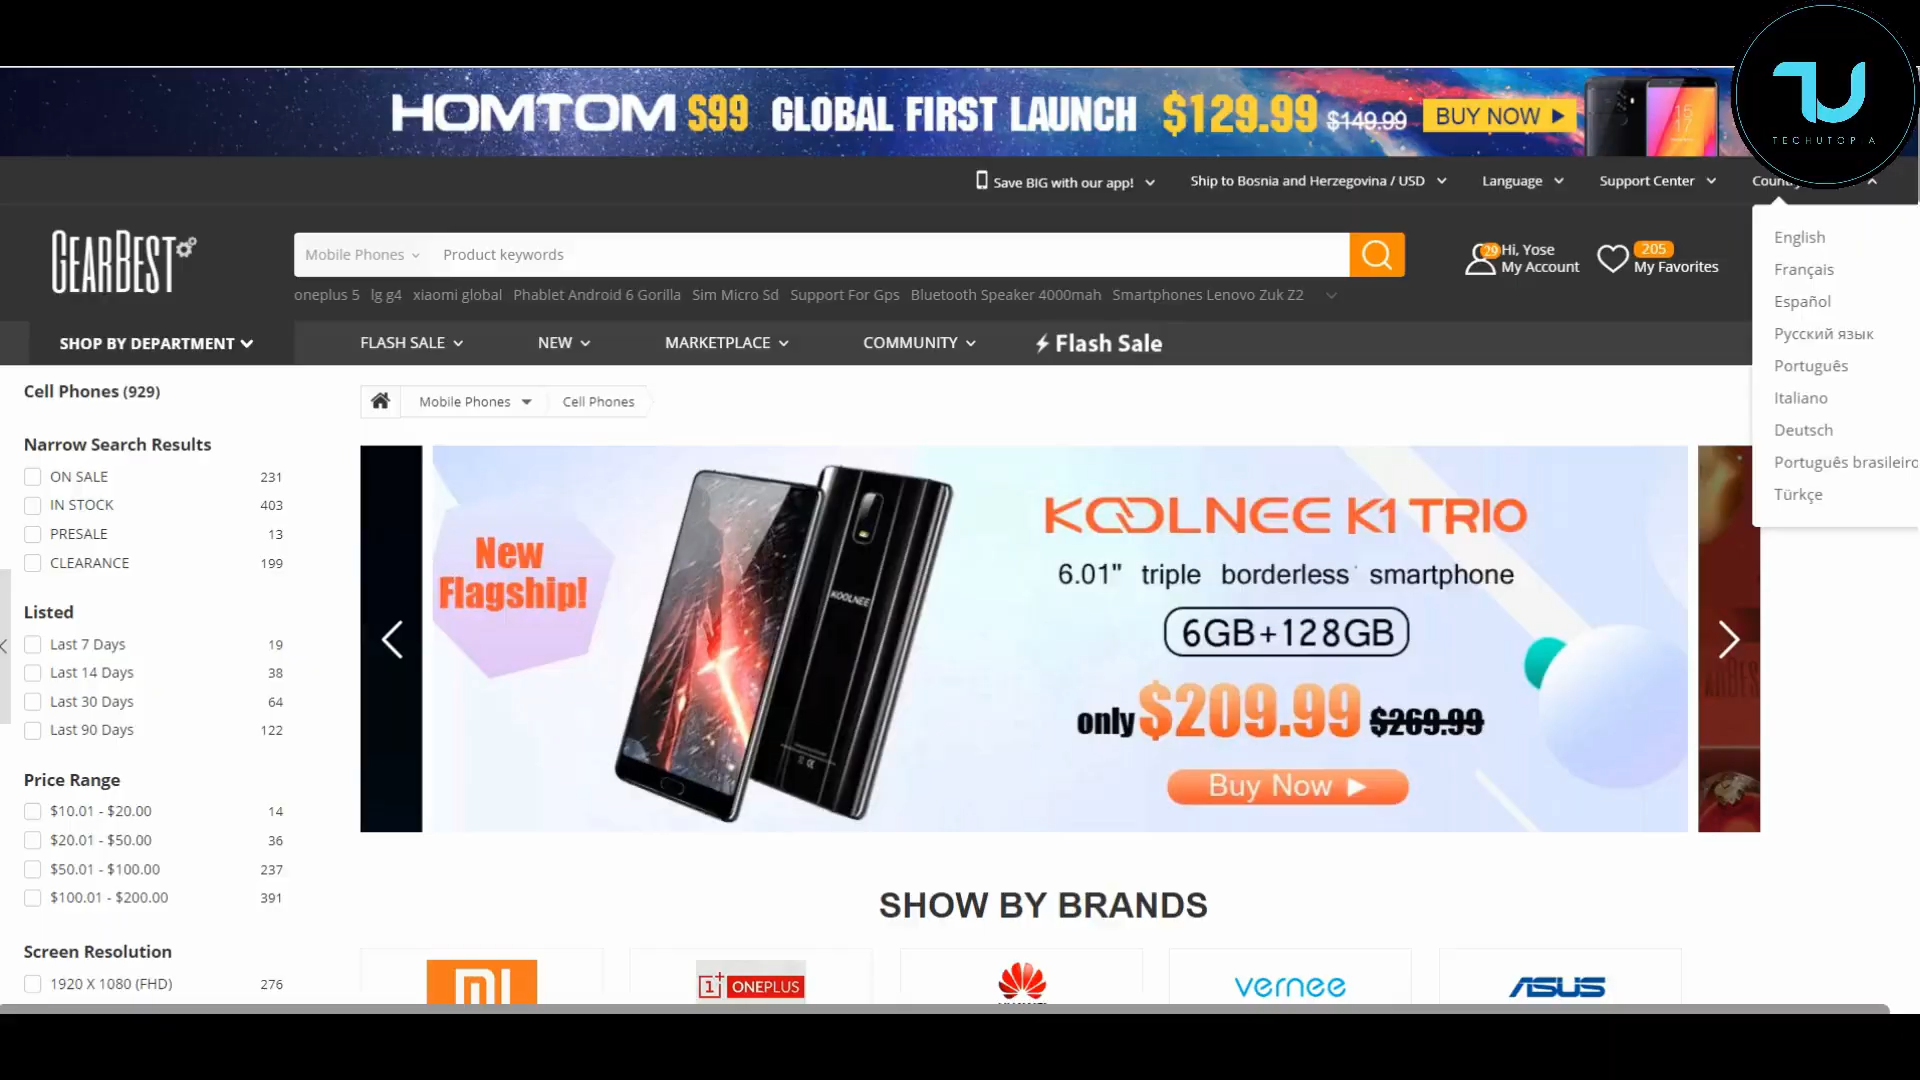 HOMTOM S99 GLOBAL FIRST LAUNCH $129.99 $149.99 BUY NOW
15
17
TECHUTOPIA
Save BIG with our app! Ship to Bosnia and Herzegovina / USD Language Support Center
GEARBEST
Mobile Phones Product keywords
29 Hi, Yose
My Account
205
My Favorites
oneplus 5 lg g4 xiaomi global Phablet Android 6 Gorilla Sim Micro Sd Support For Gps Bluetooth Speaker 4000mah Smartphones Lenovo Zuk Z2
SHOP BY DEPARTMENT FLASH SALE NEW MARKETPLACE COMMUNITY Flash Sale
English
Français
Español
Русский язык
Português
Italiano
Deutsch
Português brasileiro
Türkçe
Cell Phones (929)
Narrow Search Results
ON SALE 231
IN STOCK 403
PRESALE 13
CLEARANCE 199
Listed
Last 7 Days 19
Last 14 Days 38
Last 30 Days 64
Last 90 Days 122
Price Range
$10.01 - $20.00 14
$20.01 - $50.00 36
$50.01 - $100.00 237
$100.01 - $200.00 391
Screen Resolution
1920 X 1080 (FHD) 276
Mobile Phones Cell Phones
New
Flagship!
KOOLNEE
KOOLNEE K1 TRIO
6.01" triple borderless smartphone
6GB+128GB
only $209.99 $269.99
Buy Now
SHOW BY BRANDS
MI
1+ ONEPLUS
vernee
ASUS